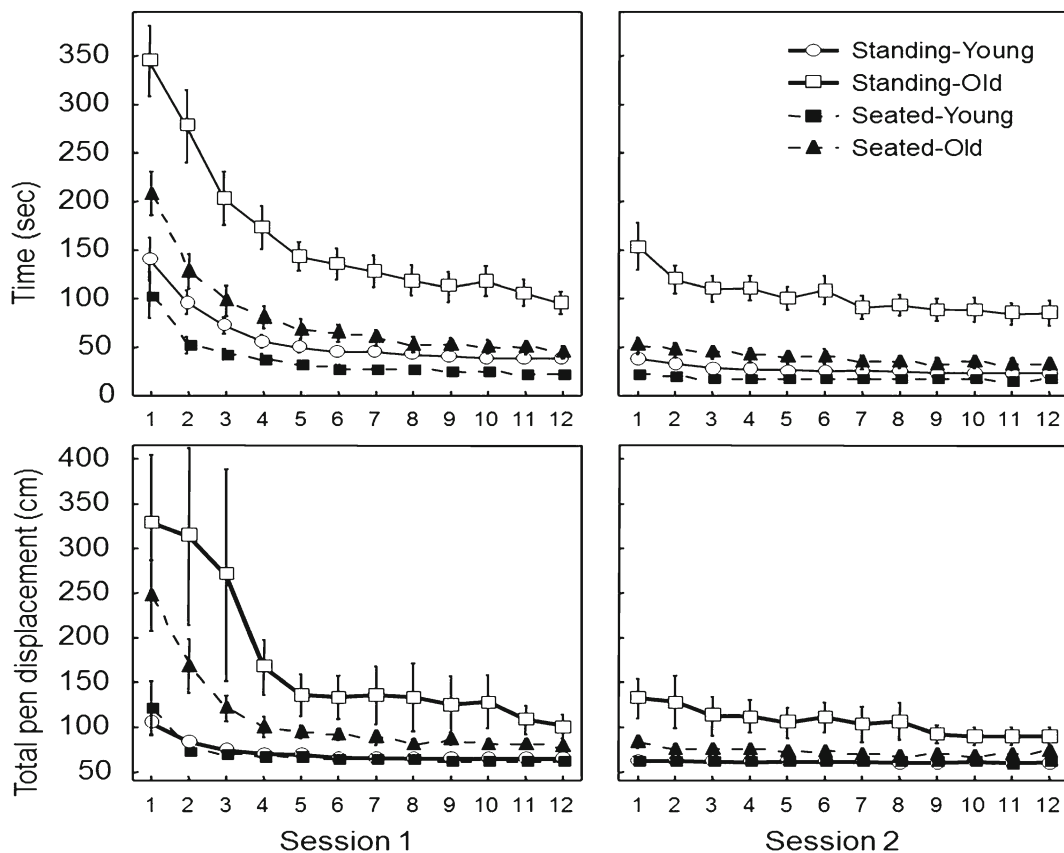 Time (sec)
350
300
250
200
150
100
50
0
1 2 3 4 5 6 7 8 9 10 11 12
1 2 3 4 5 6 7 8 9 10 11 12
Standing-Young
Standing-Old
Seated-Young
Seated-Old
Total pen displacement (cm)
400
350
300
250
200
150
100
50
1 2 3 4 5 6 7 8 9 10 11 12
1 2 3 4 5 6 7 8 9 10 11 12
Session 1
Session 2